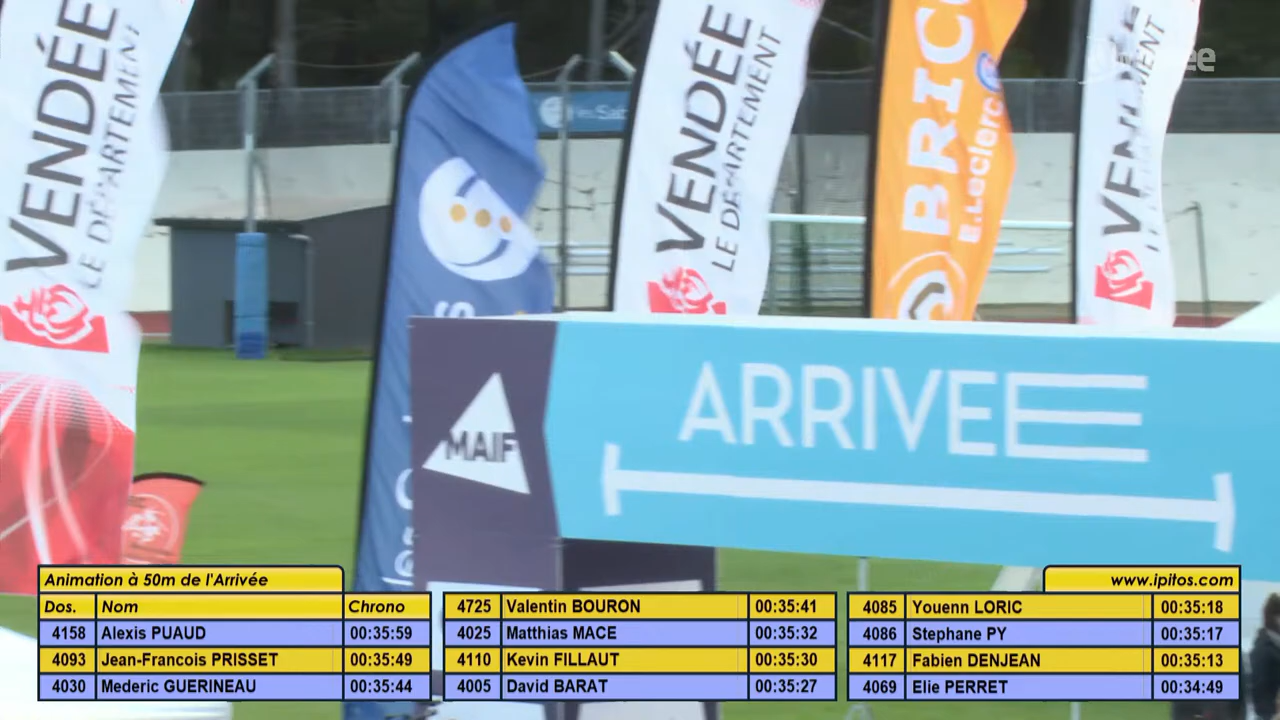 VENDÉE
LE DÉPARTEMENT
VENDÉE
LE DÉPARTEMENT
BRICO
E.Leclerc
VENDÉE
MAIF
ARRIVEE
Animation à 50m de l'Arrivée
www.ipitos.com
Dos. Nom Chrono
4158 Alexis PUAUD 00:35:59
4093 Jean-Francois PRISSET 00:35:49
4030 Mederic GUERINEAU 00:35:44
4725 Valentin BOURON 00:35:41
4025 Matthias MACE 00:35:32
4110 Kevin FILLAUT 00:35:30
4005 David BARAT 00:35:27
4085 Youenn LORIC 00:35:18
4086 Stephane PY 00:35:17
4117 Fabien DENJEAN 00:35:13
4069 Elie PERRET 00:34:49